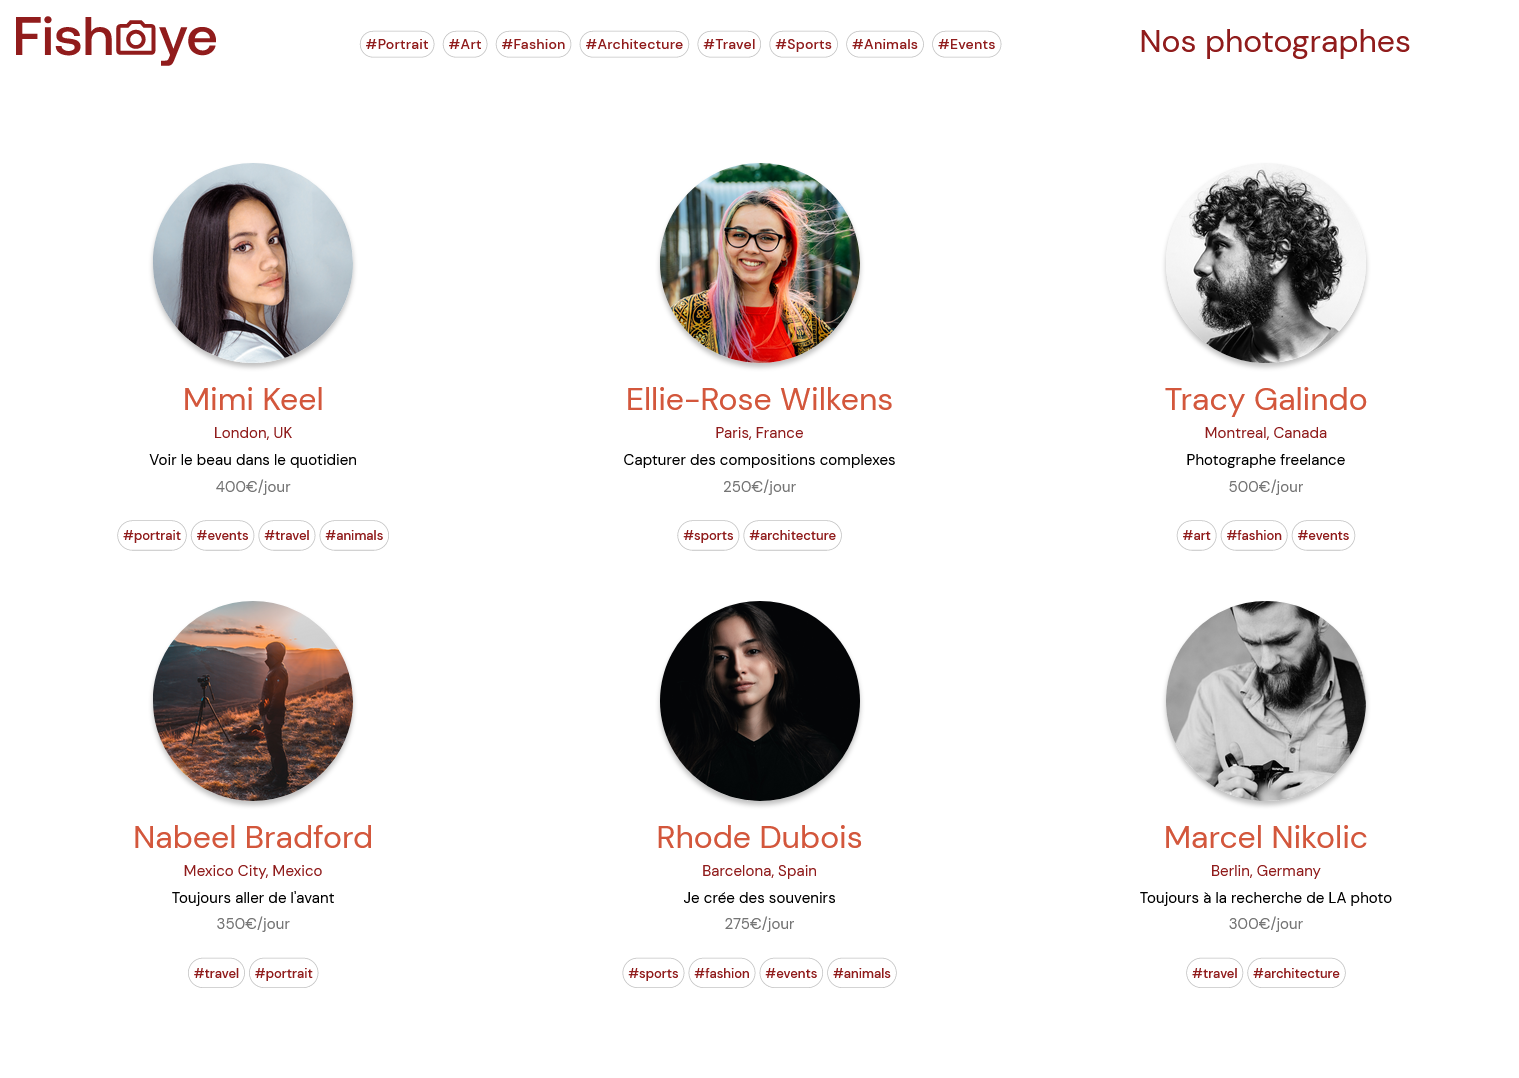 Fisheye
#Portrait #Art #Fashion #Architecture #Travel #Sports #Animals #Events
Nos photographes
Mimi Keel
London, UK
Voir le beau dans le quotidien
400€/jour
#portrait #events #travel #animals
Ellie-Rose Wilkens
Paris, France
Capturer des compositions complexes
250€/jour
#sports #architecture
Tracy Galindo
Montreal, Canada
Photographe freelance
500€/jour
#art #fashion #events
Nabeel Bradford
Mexico City, Mexico
Toujours aller de l'avant
350€/jour
#travel #portrait
Rhode Dubois
Barcelona, Spain
Je crée des souvenirs
275€/jour
#sports #fashion #events #animals
Marcel Nikolic
Berlin, Germany
Toujours à la recherche de LA photo
300€/jour
#travel #architecture